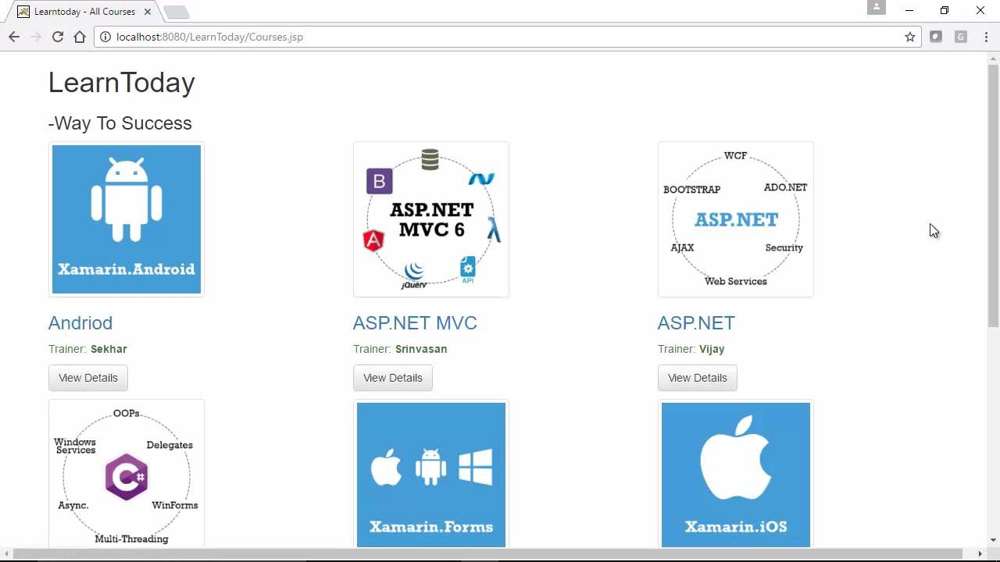 Learntoday - All Courses
localhost:8080/LearnToday/Courses.jsp
G
LearnToday
-Way To Success
Xamarin.Android
B
ASP.NET
MVC 6
A
jQuery
API
WCF
BOOTSTRAP
ADO.NET
ASP.NET
AJAX
Security
Web Services
Andriod
ASP.NET MVC
ASP.NET
Trainer: Sekhar
Trainer: Srinvasan
Trainer: Vijay
View Details
View Details
View Details
OOPs
Windows
Services
Delegates
C#
Async.
WinForms
Multi-Threading
Xamarin.Forms
Xamarin.iOS